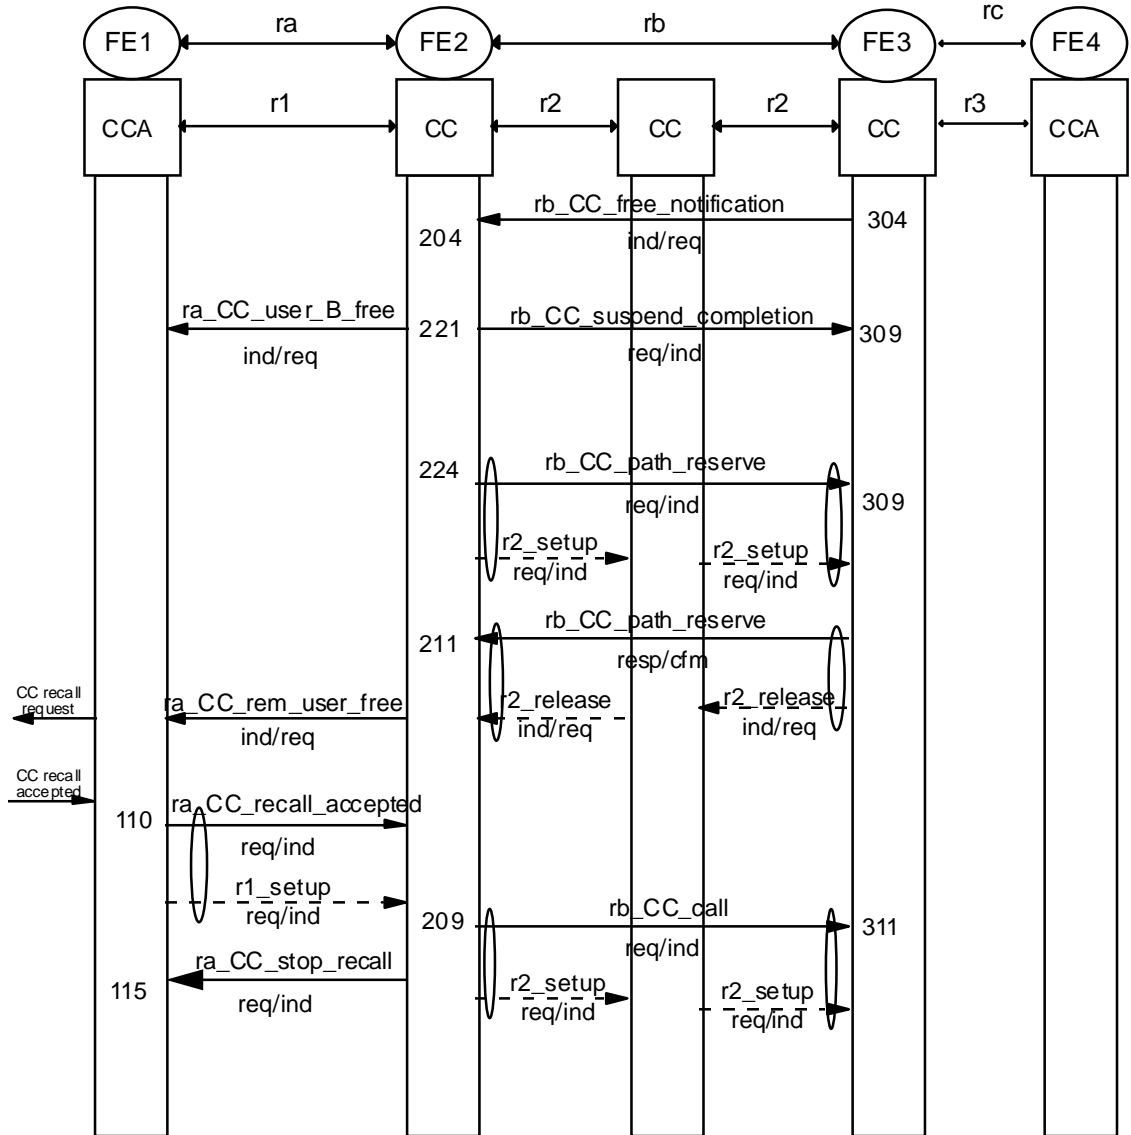 ra
rb
rc
FE1
FE2
FE3
FE4
r1
r2
r2
r3
CCA
CC
CC
CC
CCA
rb_CC_free_notification
304
204
ind/req
ra_CC_user_B_free
221
rb_CC_suspend_completion
309
ind/req
req/ind
224
rb_CC_path_reserve
req/ind
309
r2_setup
req/ind
r2_setup
req/ind
rb_CC_path_reserve
211
resp/cfm
CC recall
request
ra_CC_rem_user_free
ind/req
r2_release
ind/req
r2_release
ind/req
CC recall
accepted
110
ra_CC_recall_accepted
req/ind
r1_setup
req/ind
209
rb_CC_call
req/ind
311
ra_CC_stop_recall
115
req/ind
r2_setup
req/ind
r2_setup
req/ind